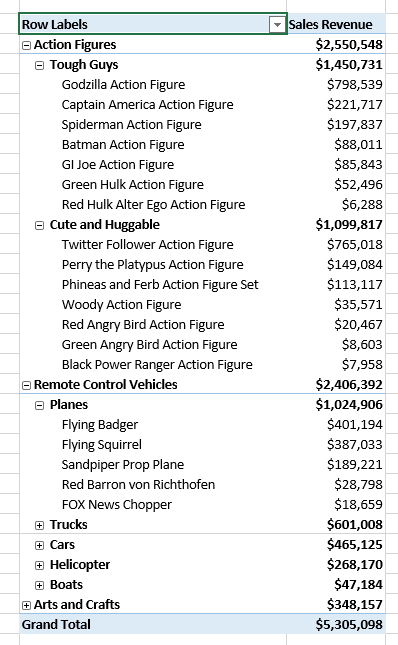 Row Labels Sales Revenue
Action Figures $2,550,548
Tough Guys $1,450,731
Godzilla Action Figure $798,539
Captain America Action Figure $221,717
Spiderman Action Figure $197,837
Batman Action Figure $88,011
GI Joe Action Figure $85,843
Green Hulk Action Figure $52,496
Red Hulk Alter Ego Action Figure $6,288
Cute and Huggable $1,099,817
Twitter Follower Action Figure $765,018
Perry the Platypus Action Figure $149,084
Phineas and Ferb Action Figure Set $113,117
Woody Action Figure $35,571
Red Angry Bird Action Figure $20,467
Green Angry Bird Action Figure $8,603
Black Power Ranger Action Figure $7,958
Remote Control Vehicles $2,406,392
Planes $1,024,906
Flying Badger $401,194
Flying Squirrel $387,033
Sandpiper Prop Plane $189,221
Red Barron von Richthofen $28,798
FOX News Chopper $18,659
Trucks $601,008
Cars $465,125
Helicopter $268,170
Boats $47,184
Arts and Crafts $348,157
Grand Total $5,305,098